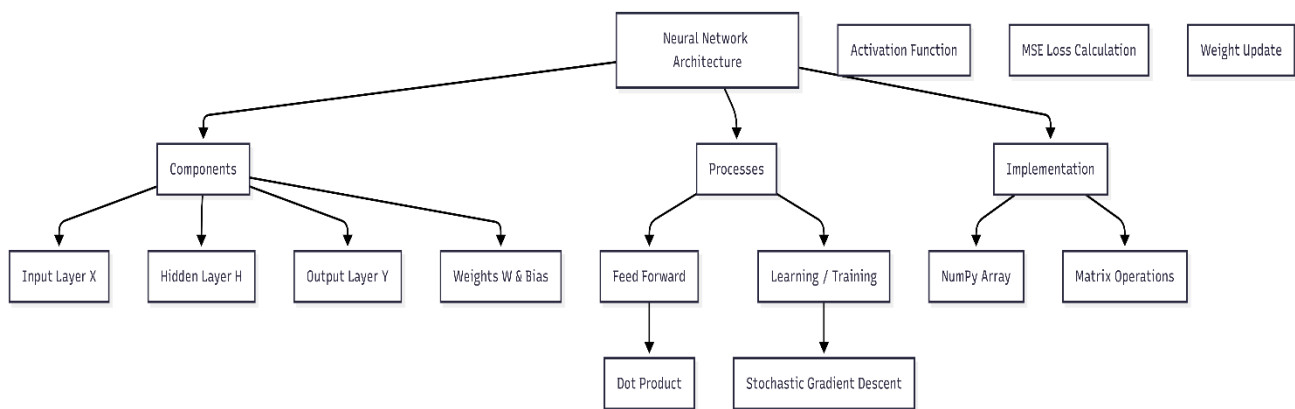 Neural Network
Architecture
Activation Function
MSE Loss Calculation
Weight Update
Components
Processes
Implementation
Input Layer X
Hidden Layer H
Output Layer Y
Weights W & Bias
Feed Forward
Learning / Training
NumPy Array
Matrix Operations
Dot Product
Stochastic Gradient Descent